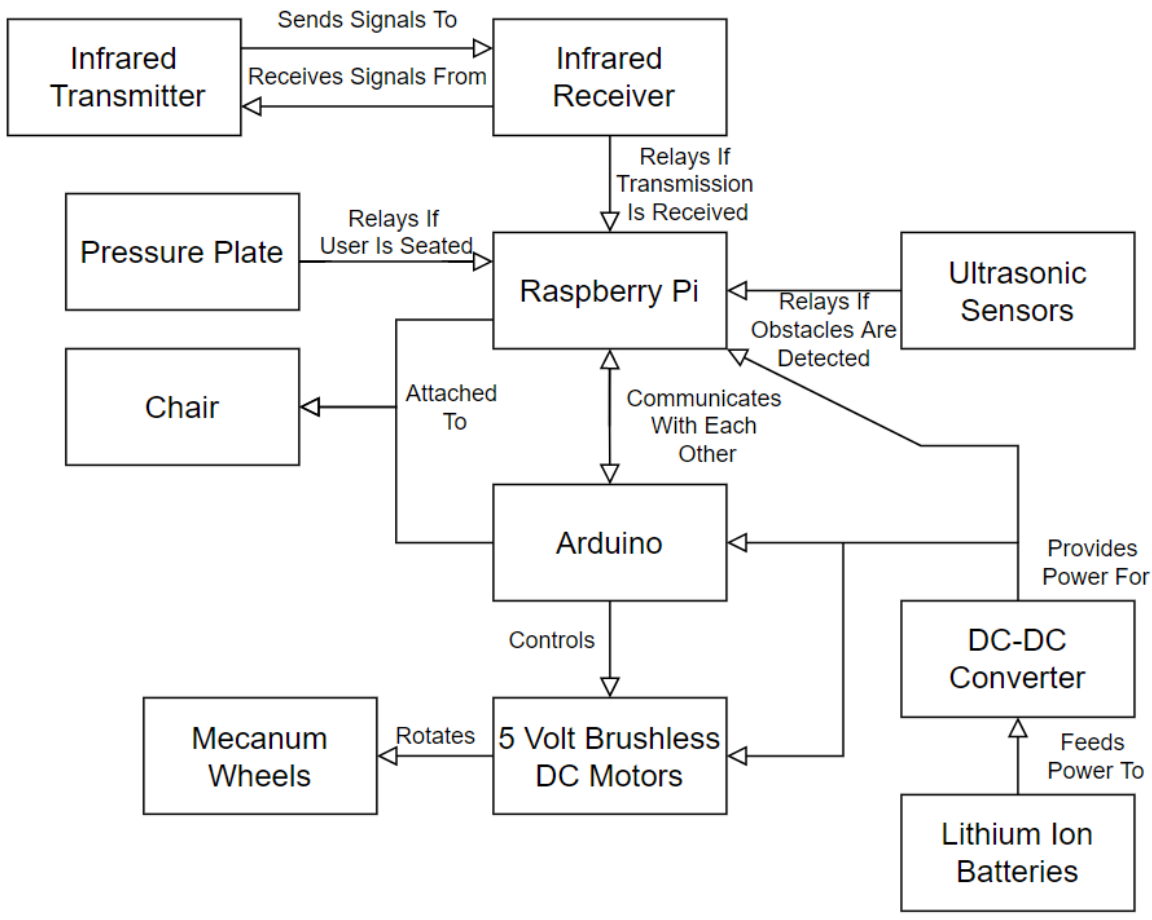 Sends Signals To
Infrared
Transmitter
Receives Signals From
Infrared
Receiver
Relays If
Transmission
Is Received
Pressure Plate
Relays If
User Is Seated
Raspberry Pi
Relays If
Obstacles Are
Detected
Ultrasonic
Sensors
Chair
Attached
To
Communicates
With Each
Other
Arduino
Provides
Power For
Controls
DC-DC
Converter
Mecanum
Wheels
Rotates
5 Volt Brushless
DC Motors
Feeds
Power To
Lithium Ion
Batteries